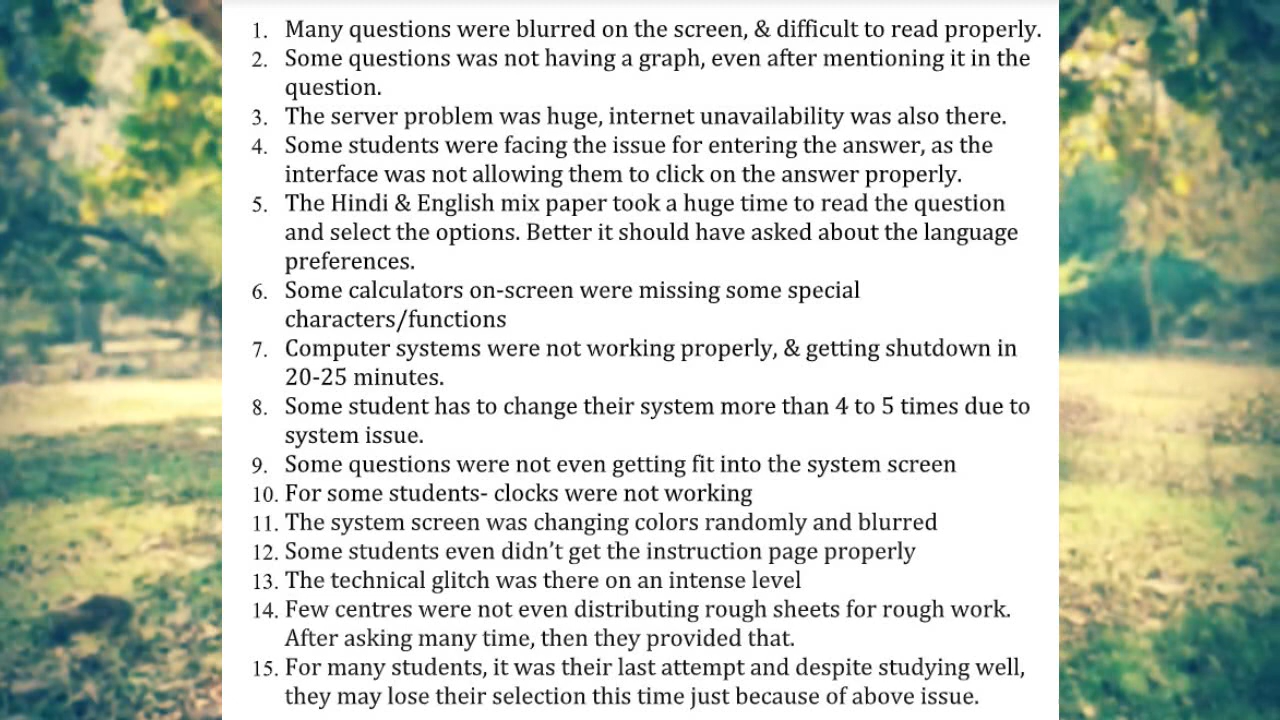 1. Many questions were blurred on the screen, & difficult to read properly.
2. Some questions was not having a graph, even after mentioning it in the
question.
3. The server problem was huge, internet unavailability was also there.
4. Some students were facing the issue for entering the answer, as the
interface was not allowing them to click on the answer properly.
5. The Hindi & English mix paper took a huge time to read the question
and select the options. Better it should have asked about the language
preferences.
6. Some calculators on-screen were missing some special
characters/functions
7. Computer systems were not working properly, & getting shutdown in
20-25 minutes.
8. Some student has to change their system more than 4 to 5 times due to
system issue.
9. Some questions were not even getting fit into the system screen
10. For some students- clocks were not working
11. The system screen was changing colors randomly and blurred
12. Some students even didn’t get the instruction page properly
13. The technical glitch was there on an intense level
14. Few centres were not even distributing rough sheets for rough work.
After asking many time, then they provided that.
15. For many students, it was their last attempt and despite studying well,
they may lose their selection this time just because of above issue.